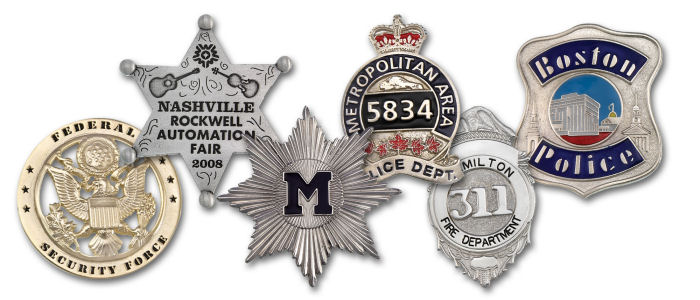 FEDERAL
SECURITY FORCE
NASHVILLE
ROCKWELL
AUTOMATION
FAIR
2008
M
METROPOLITAN AREA
5834
LICE DEPT.
MILTON
311
FIRE DEPARTMENT
Boston
Police